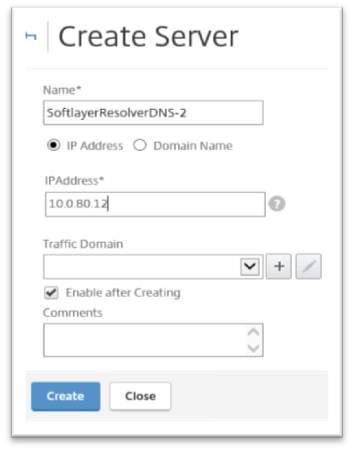 Create Server
Name*
SoftlayerResolverDNS-2
IP Address Domain Name
IPAddress*
10.0.80.12
?
Traffic Domain
+
Enable after Creating
Comments
Create Close